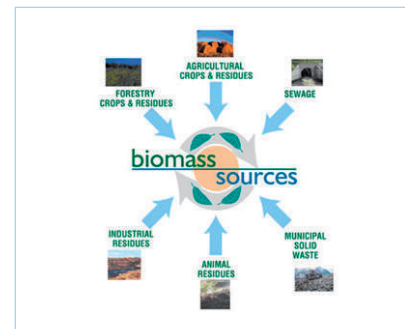 AGRICULTURAL
CROPS & RESIDUES
FORESTRY
CROPS & RESIDUES
SEWAGE
biomass
sources
INDUSTRIAL
RESIDUES
ANIMAL
RESIDUES
MUNICIPAL
SOLID
WASTE